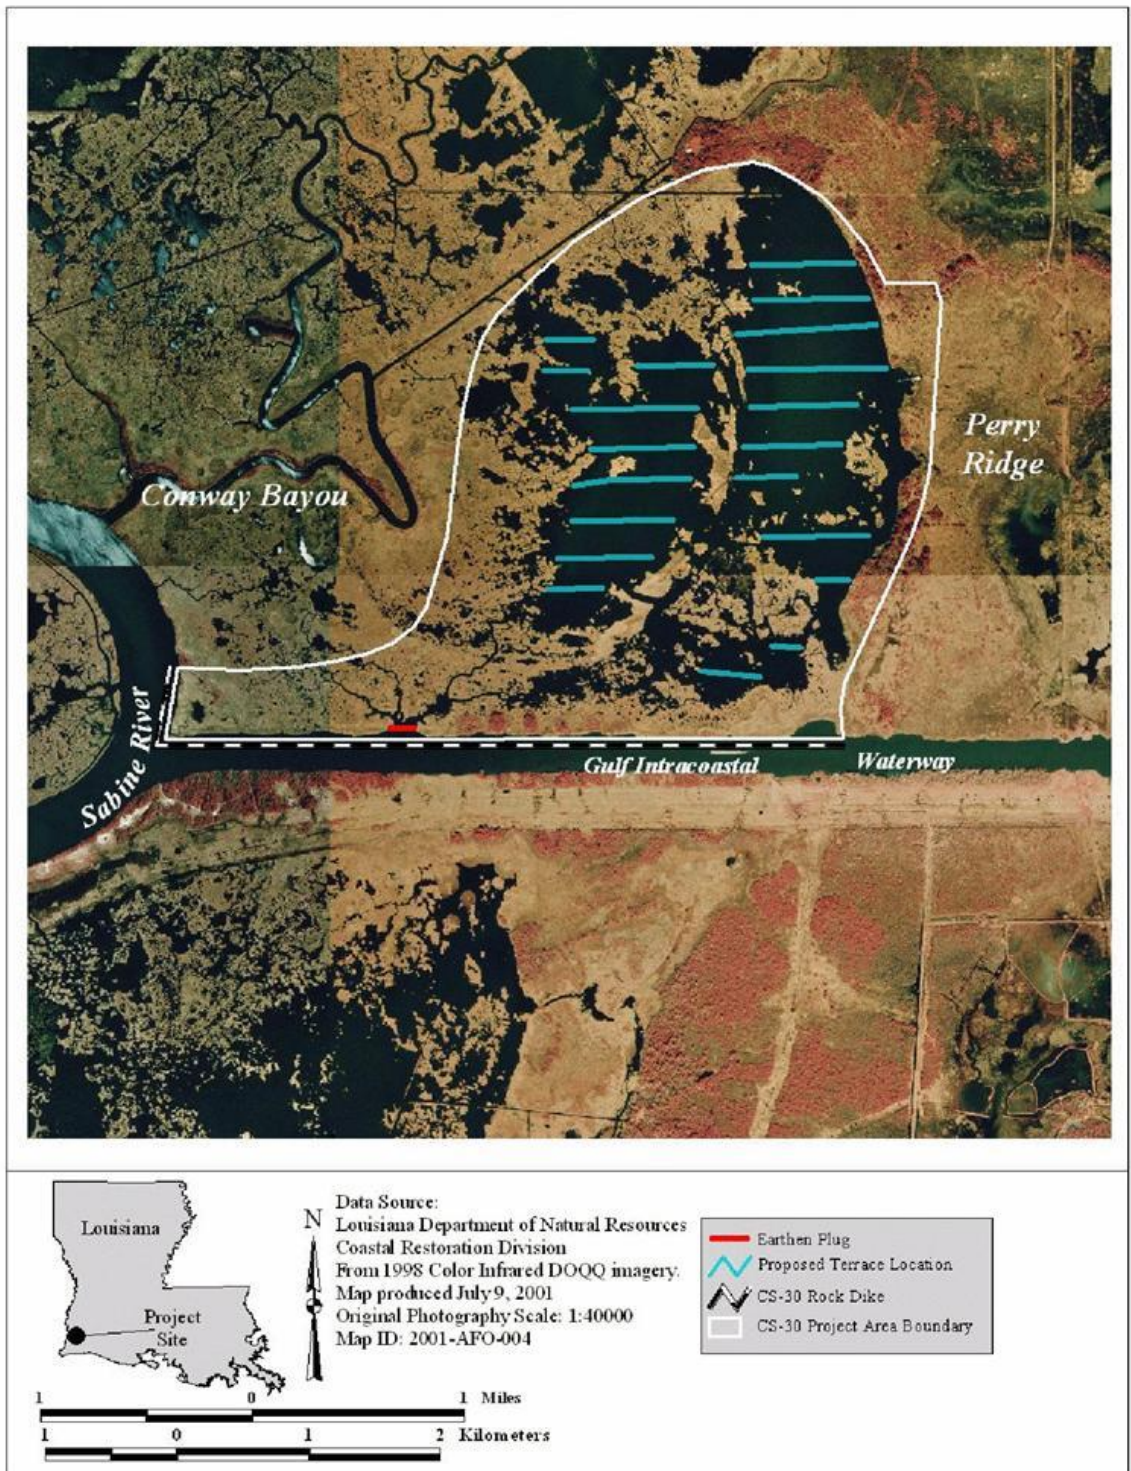 Perry
Ridge
Conway Bayou
Sabine River
Gulf Intracoastal
Waterway
Louisiana
Project
Site
N
Data Source:
Louisiana Department of Natural Resources
Coastal Restoration Division
From 1998 Color Infrared DOQQ imagery.
Map produced July 9, 2001
Original Photography Scale: 1:40000
Map ID: 2001-AFO-004
Earthen Plug
Proposed Terrace Location
CS-30 Rock Dike
CS-30 Project Area Boundary
1 0 1 Miles
1 0 1 2 Kilometers